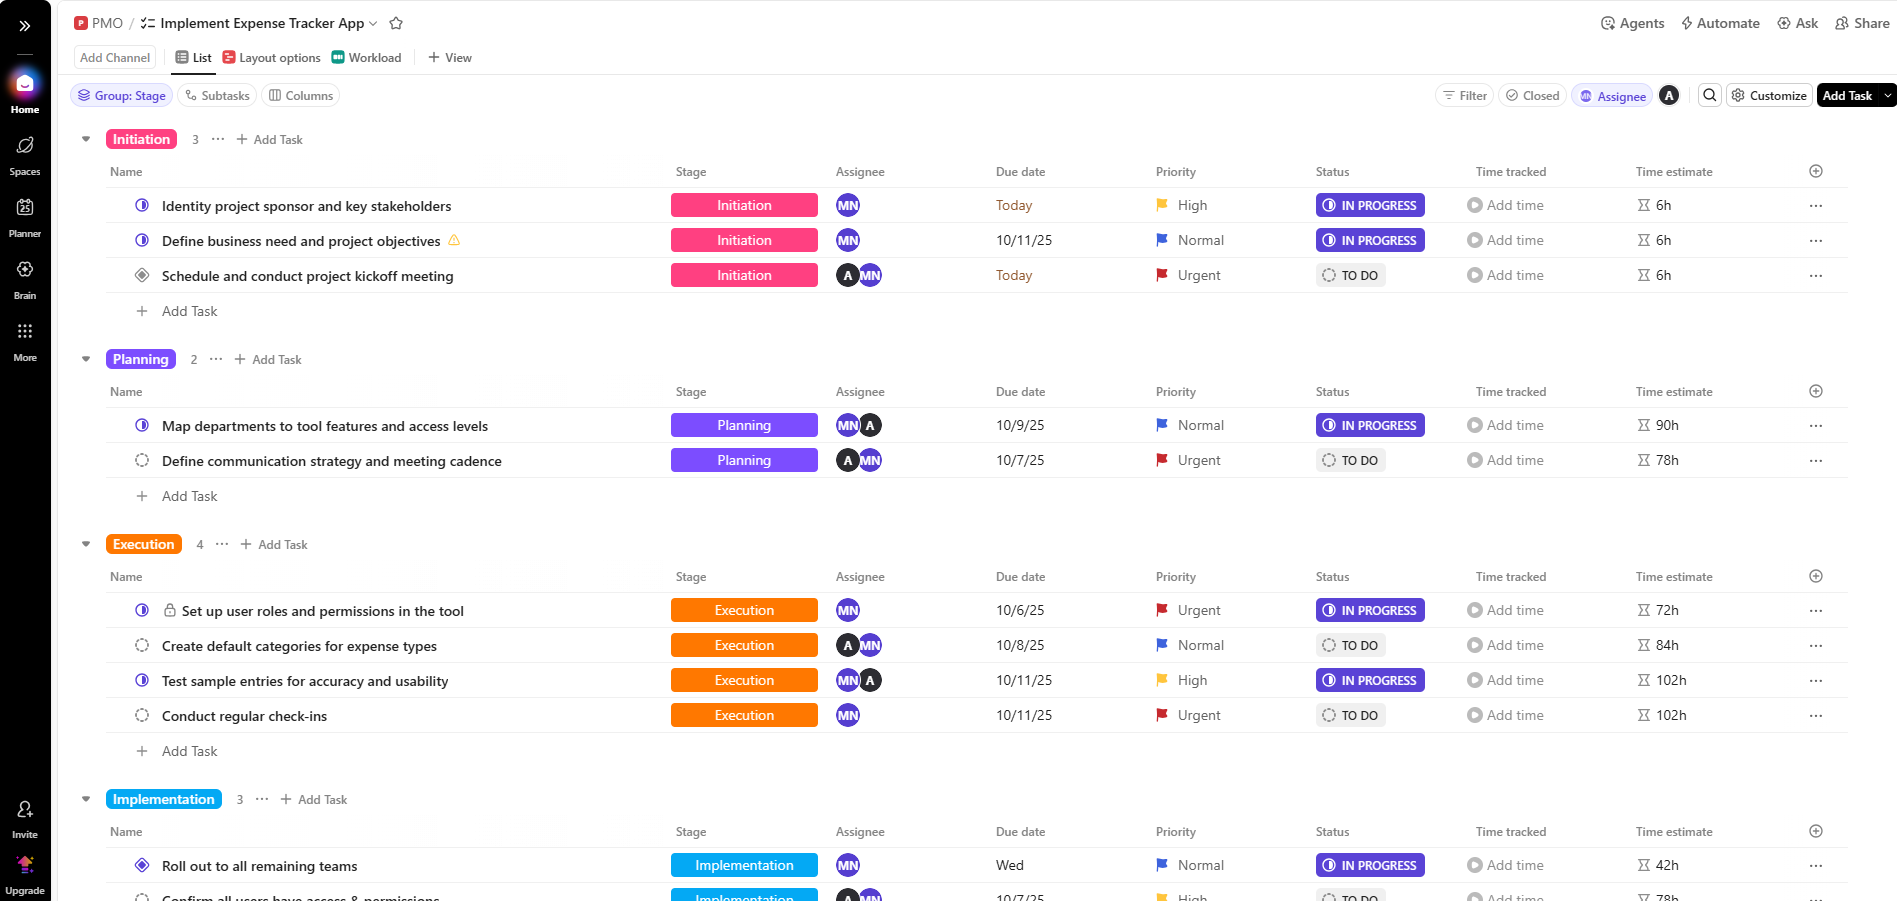 P PMO / Implement Expense Tracker App
Agents Automate Ask Share
Add Channel List Layout options Workload + View
Group: Stage Subtasks Columns
Filter Closed MN Assignee A Customize Add Task
Home
Spaces
25
Planner
Brain
More
Invite
Upgrade
Initiation 3 ... + Add Task
Name Stage Assignee Due date Priority Status Time tracked Time estimate
Identity project sponsor and key stakeholders Initiation MN Today High IN PROGRESS Add time 6h ...
Define business need and project objectives Initiation MN 10/11/25 Normal IN PROGRESS Add time 6h ...
Schedule and conduct project kickoff meeting Initiation A MN Today Urgent TO DO Add time 6h ...
+ Add Task
Planning 2 ... + Add Task
Name Stage Assignee Due date Priority Status Time tracked Time estimate
Map departments to tool features and access levels Planning MN A 10/9/25 Normal IN PROGRESS Add time 90h ...
Define communication strategy and meeting cadence Planning A MN 10/7/25 Urgent TO DO Add time 78h ...
+ Add Task
Execution 4 ... + Add Task
Name Stage Assignee Due date Priority Status Time tracked Time estimate
Set up user roles and permissions in the tool Execution MN 10/6/25 Urgent IN PROGRESS Add time 72h ...
Create default categories for expense types Execution A MN 10/8/25 Normal TO DO Add time 84h ...
Test sample entries for accuracy and usability Execution MN A 10/11/25 High IN PROGRESS Add time 102h ...
Conduct regular check-ins Execution MN 10/11/25 Urgent TO DO Add time 102h ...
+ Add Task
Implementation 3 ... + Add Task
Name Stage Assignee Due date Priority Status Time tracked Time estimate
Roll out to all remaining teams Implementation MN Wed Normal IN PROGRESS Add time 42h ...
Confirm all users have access & permissions Implementation A MN 10/7/25 High TO DO Add time 78h ...